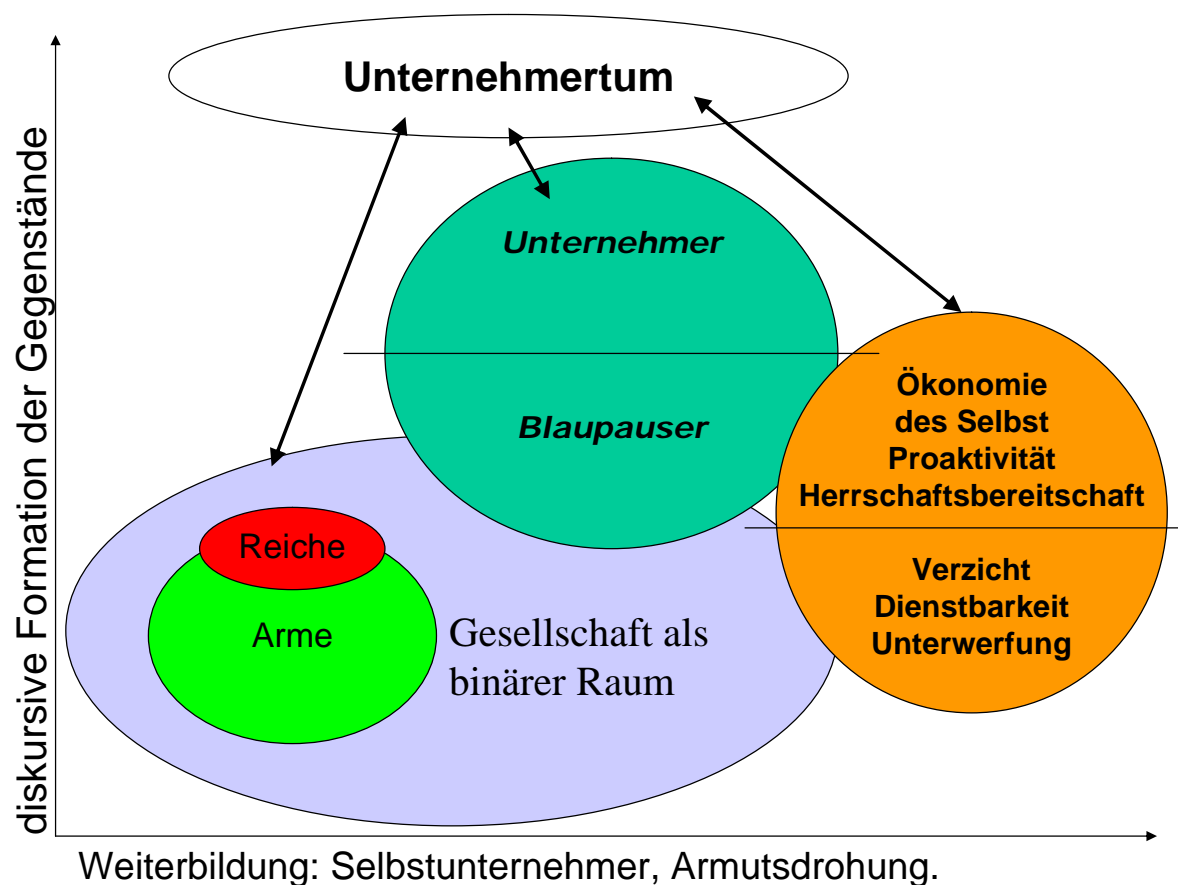 Unternehmertum
diskursive Formation der Gegenstände
Unternehmer
Blaupauser
Ökonomie
des Selbst
Proaktivität
Herrschaftsbereitschaft
Verzicht
Dienstbarkeit
Unterwerfung
Reiche
Arme
Gesellschaft als
binärer Raum
Weiterbildung: Selbstunternehmer, Armutsdrohung.